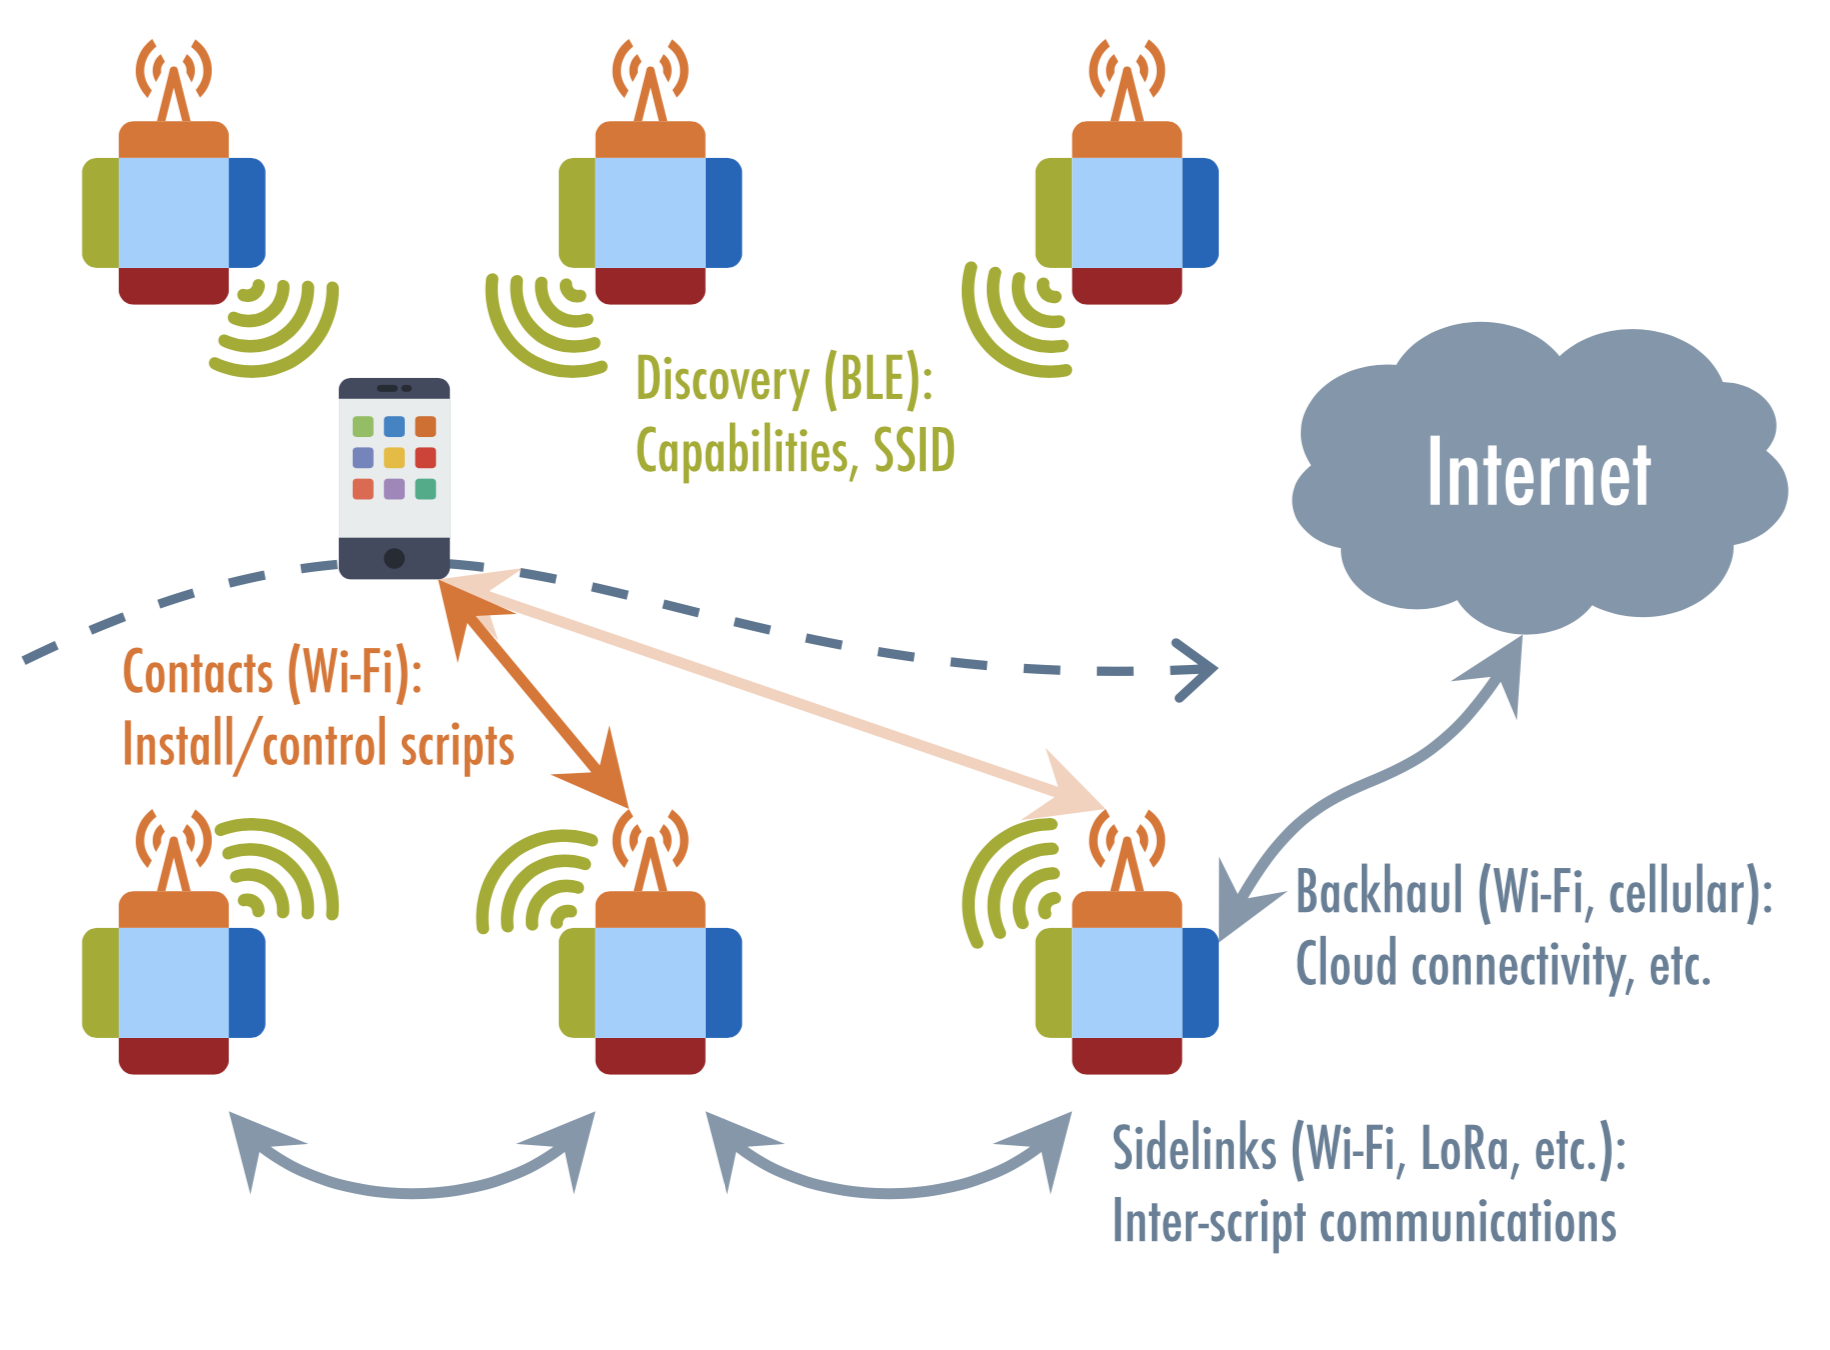 Discovery (BLE):
Capabilities, SSID
Internet
Contacts (Wi-Fi):
Install/control scripts
Backhaul (Wi-Fi, cellular):
Cloud connectivity, etc.
Sidelinks (Wi-Fi, LoRa, etc.):
Inter-script communications